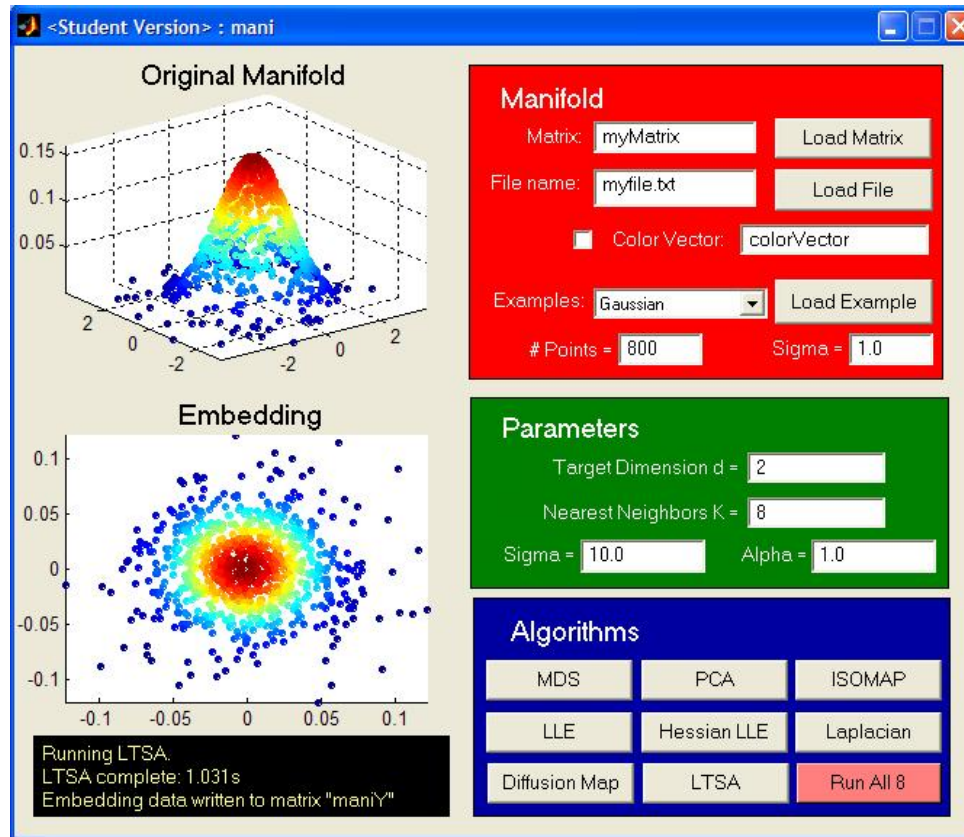 <Student Version> : mani
Original Manifold
0.15
0.1
0.05
2
0
-2
-2
0
2
Embedding
0.1
0.05
0
-0.05
-0.1
-0.1
-0.05
0
0.05
0.1
Running LTSA.
LTSA complete: 1.031s
Embedding data written to matrix "maniY"
Manifold
Matrix: myMatrix Load Matrix
File name: myfile.txt Load File
Color Vector: colorVector
Examples: Gaussian Load Example
# Points = 800 Sigma = 1.0
Parameters
Target Dimension d = 2
Nearest Neighbors K = 8
Sigma = 10.0 Alpha = 1.0
Algorithms
MDS PCA ISOMAP
LLE Hessian LLE Laplacian
Diffusion Map LTSA Run All 8